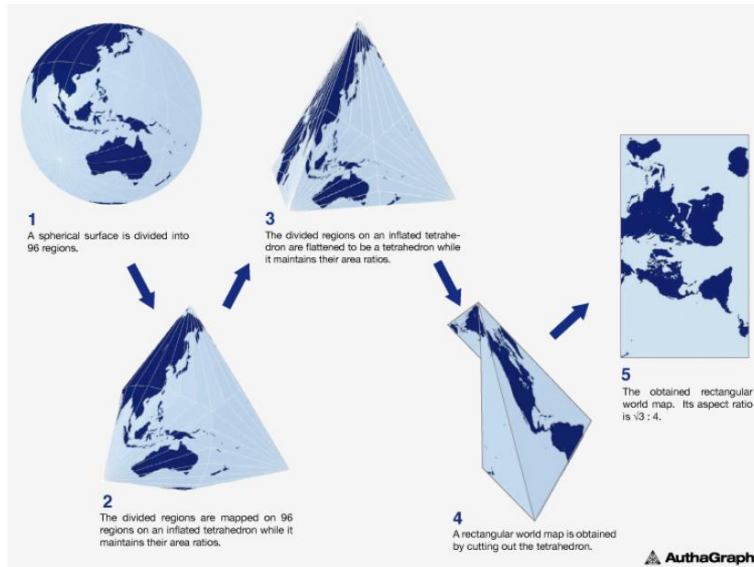 1
A spherical surface is divided into
96 regions.
2
The divided regions are mapped on 96
regions on an inflated tetrahedron while it
maintains their area ratios.
3
The divided regions on an inflated tetrahe-
dron are flattened to be a tetrahedron while
it maintains their area ratios.
4
A rectangular world map is obtained
by cutting out the tetrahedron.
5
The obtained rectangular
world map. Its aspect ratio
is √3 : 4.
AuthaGraph